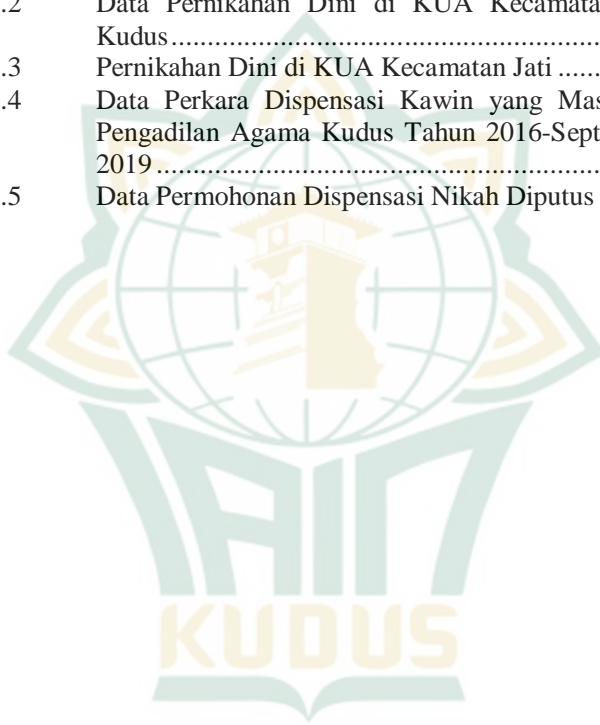 .2 Data Pernikahan Dini di KUA Kecamata
Kudus................................................................
.3 Pernikahan Dini di KUA Kecamatan Jati ......
.4 Data Perkara Dispensasi Kawin yang Mas
Pengadilan Agama Kudus Tahun 2016-Sept
2019 ................................................................
.5 Data Permohonan Dispensasi Nikah Diputus
IAIN
KUDUS